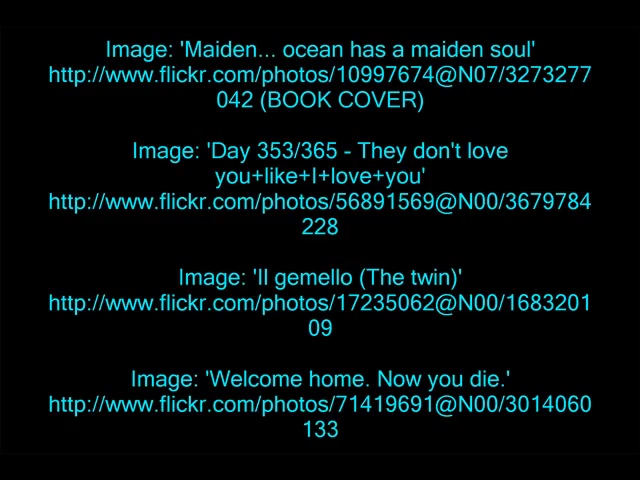 Image: 'Maiden... ocean has a maiden soul'
http://www.flickr.com/photos/10997674@N07/3273277
042 (BOOK COVER)
Image: 'Day 353/365 - They don't love
you+like+I+love+you'
http://www.flickr.com/photos/56891569@N00/3679784
228
Image: 'Il gemello (The twin)'
http://www.flickr.com/photos/17235062@N00/1683201
09
Image: 'Welcome home. Now you die.'
http://www.flickr.com/photos/71419691@N00/3014060
133